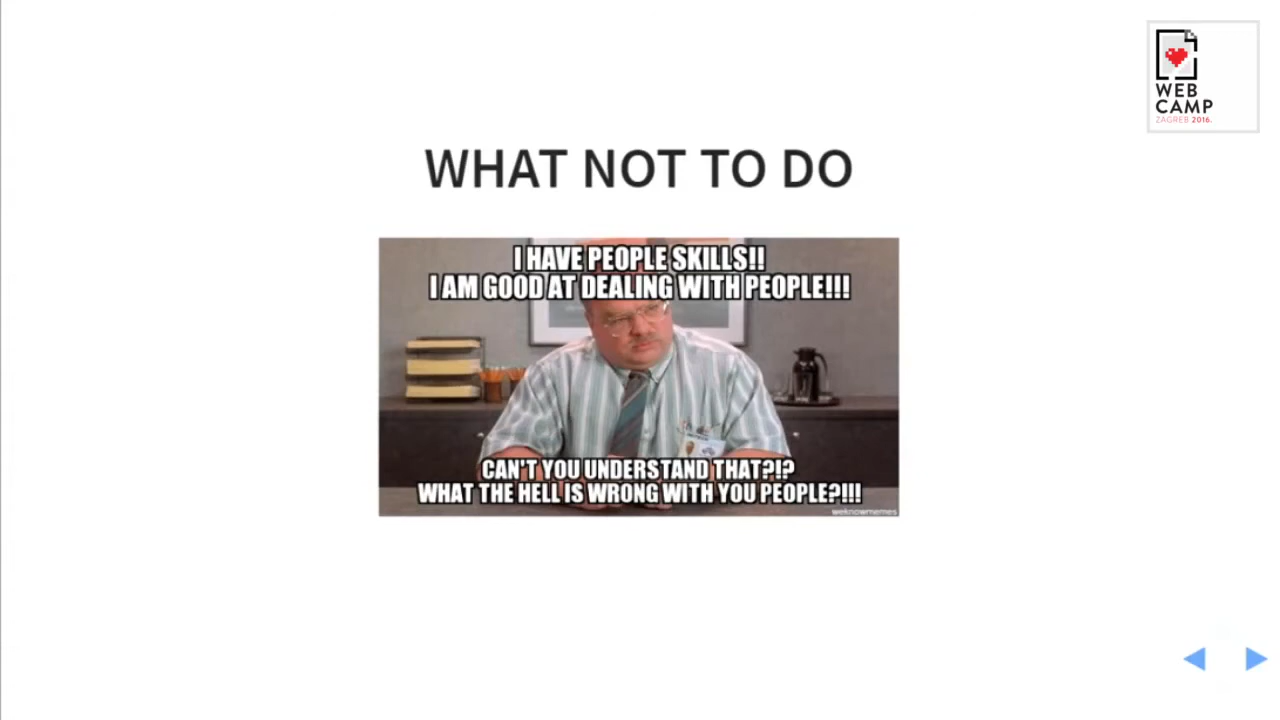 WEB
CAMP
ZAGREB 2016.
WHAT NOT TO DO
I HAVE PEOPLE SKILLS!!
I AM GOOD AT DEALING WITH PEOPLE!!!
CAN'T YOU UNDERSTAND THAT?!?
WHAT THE HELL IS WRONG WITH YOU PEOPLE?!!!
weknowmemes